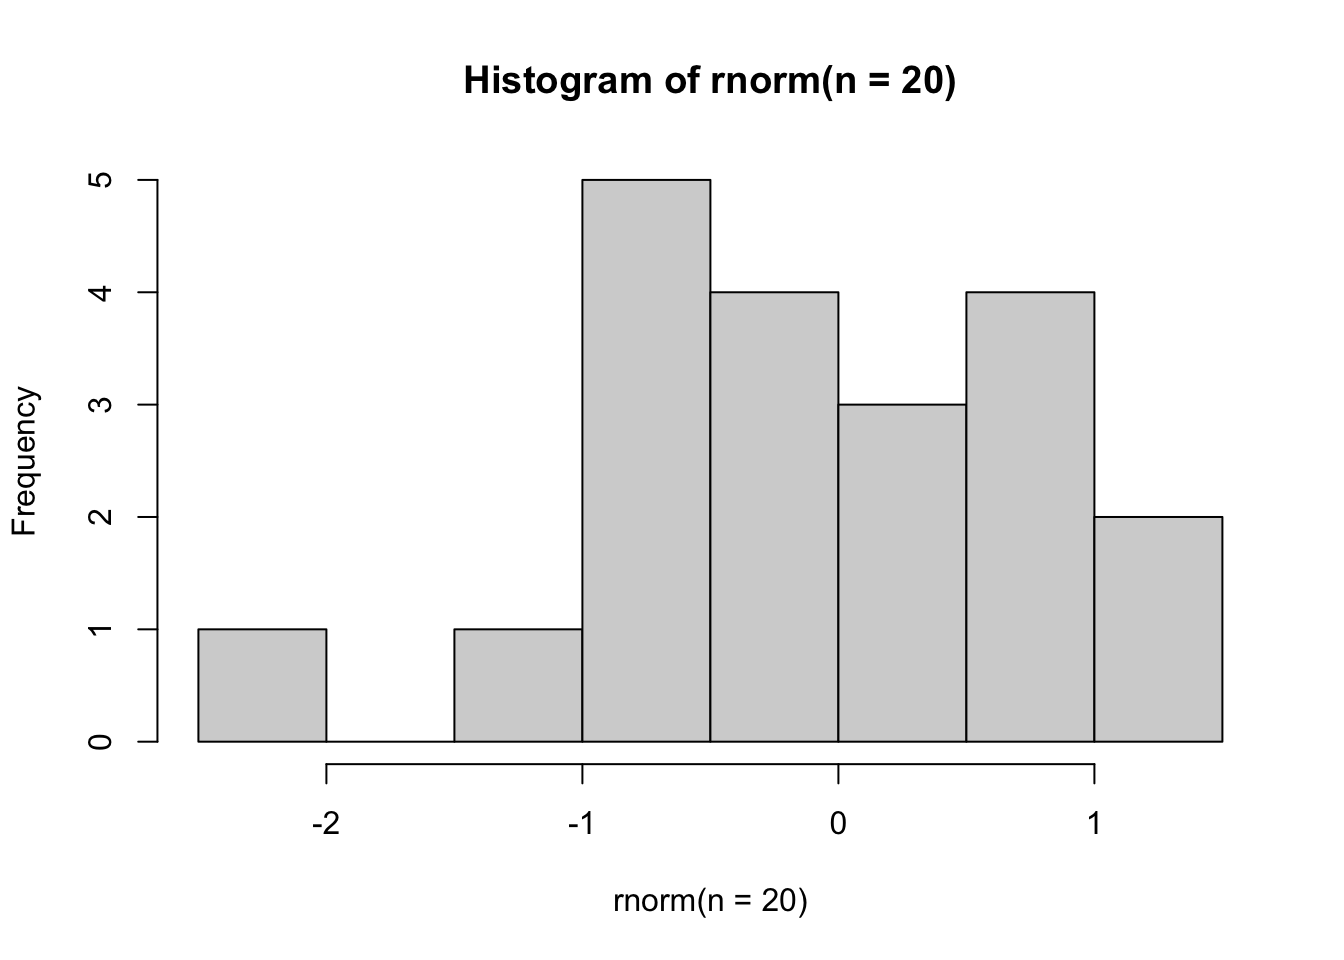 Histogram of rnorm(n = 20)
Frequency
5
4
3
2
1
0
-2 -1 0 1
rnorm(n = 20)